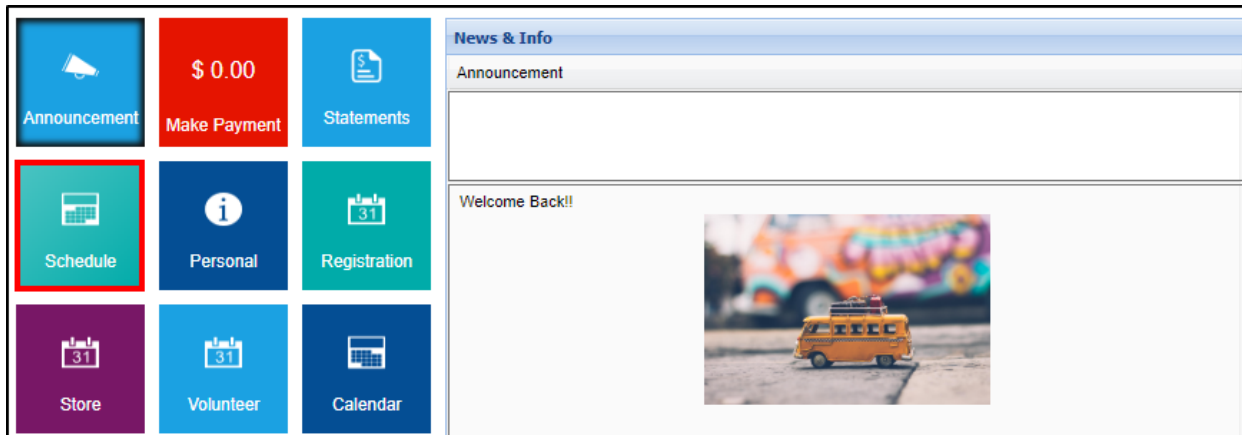 Announcement
$ 0.00
Make Payment
$
Statements
Schedule
i
Personal
31
Registration
31
Store
31
Volunteer
Calendar
News & Info
Announcement
Welcome Back!!